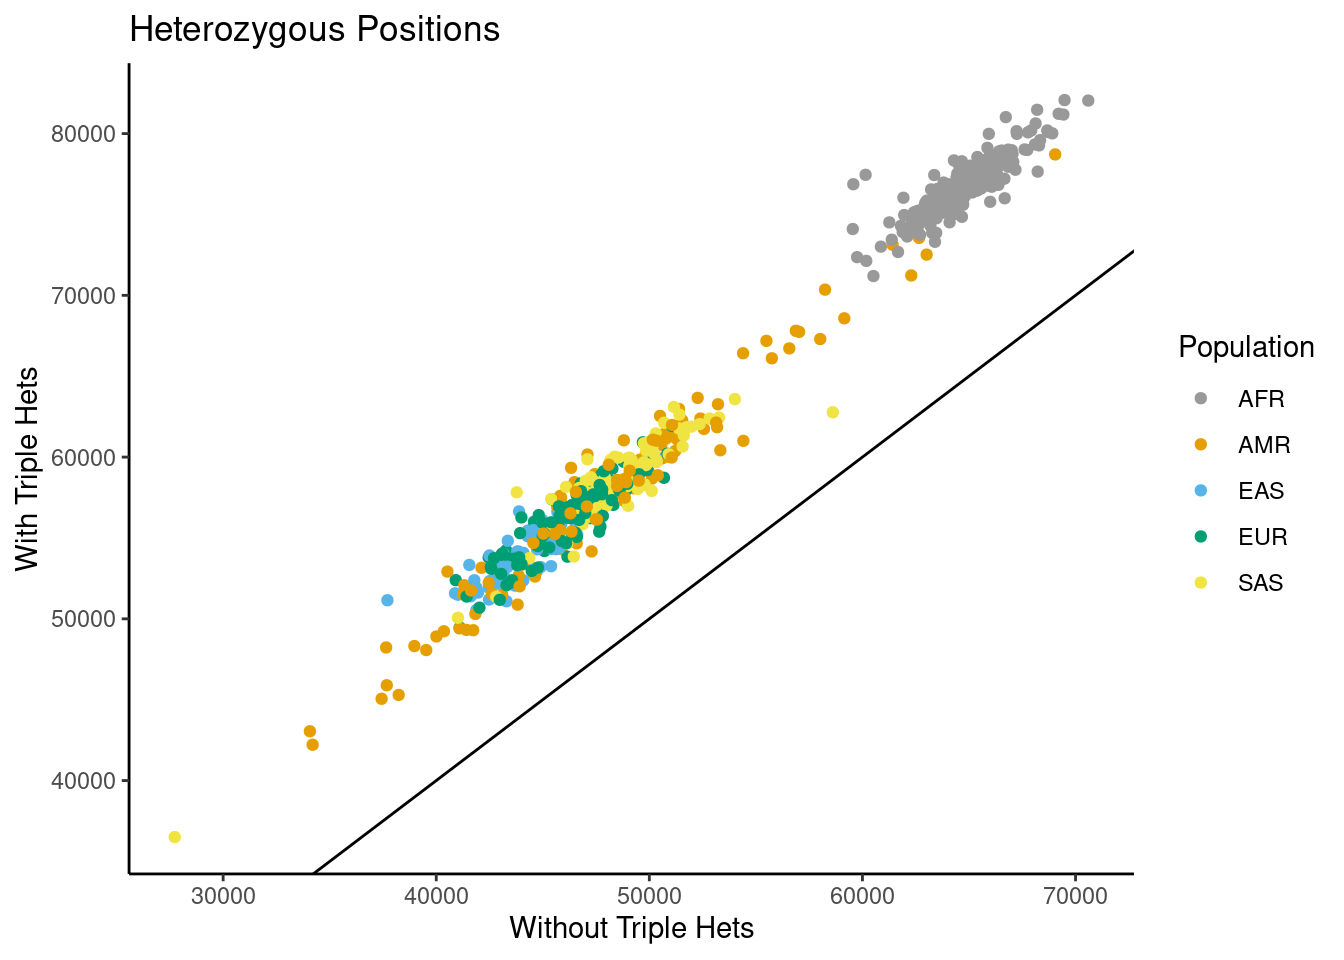 Heterozygous Positions
With Triple Hets
80000
70000
60000
50000
40000
30000 40000 50000 60000 70000
Without Triple Hets
Population
AFR
AMR
EAS
EUR
SAS